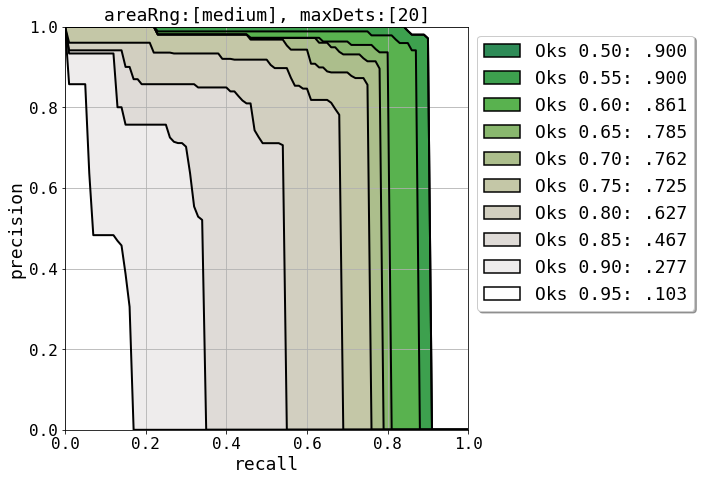 areaRng:[medium], maxDets:[20]
1.0
0.8
0.6
0.4
0.2
0.0
precision
0.0 0.2 0.4 0.6 0.8 1.0
recall
Oks 0.50: .900
Oks 0.55: .900
Oks 0.60: .861
Oks 0.65: .785
Oks 0.70: .762
Oks 0.75: .725
Oks 0.80: .627
Oks 0.85: .467
Oks 0.90: .277
Oks 0.95: .103